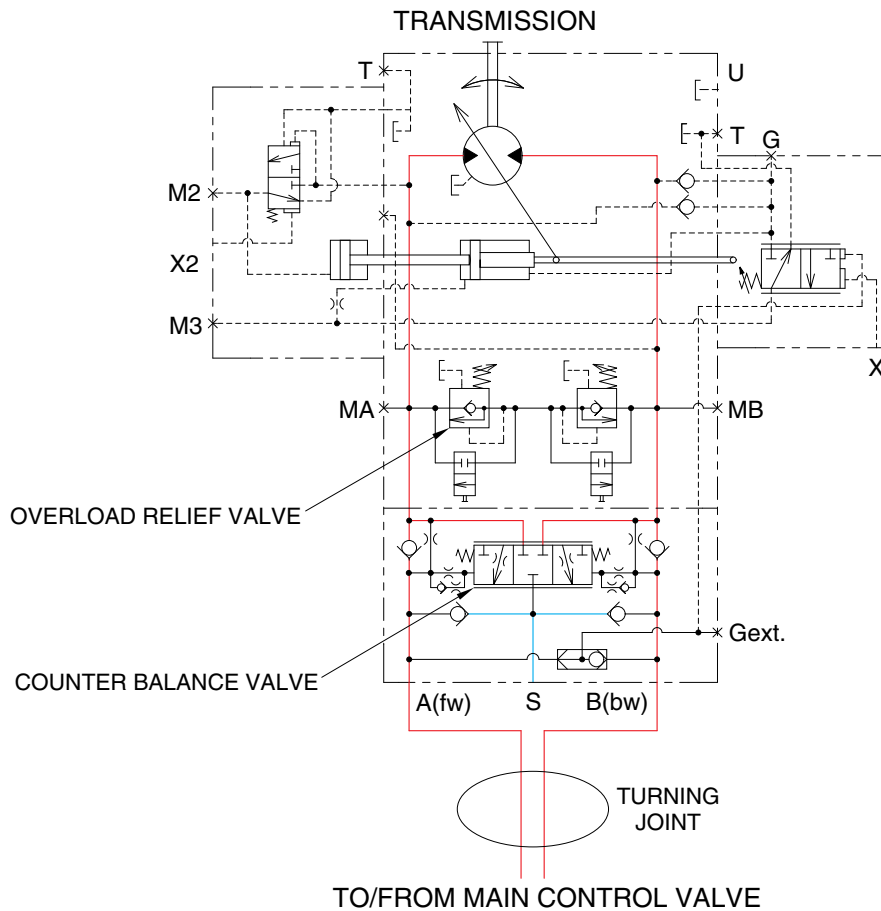 TRANSMISSION
T
U
T
G
M2
X2
M3
X
MA
MB
OVERLOAD RELIEF VALVE
Gext.
COUNTER BALANCE VALVE
A(fw)
S
B(bw)
TURNING
JOINT
TO/FROM MAIN CONTROL VALVE